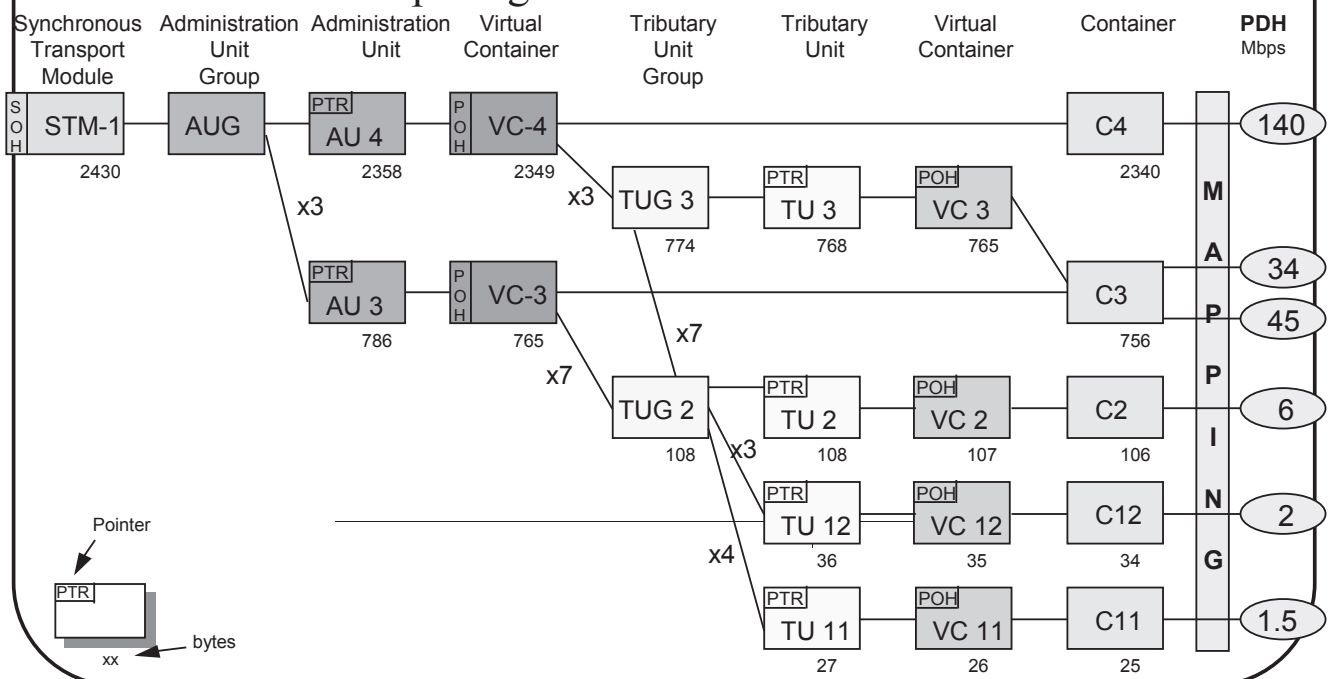 Synchronous Transport Module
Administration Unit Group
Administration Unit
Virtual Container
Tributary Unit Group
Tributary Unit
Virtual Container
Container
PDH Mbps
SOH
STM-1
2430
AUG
PTR
AU 4
2358
POH
VC-4
2349
C4
2340
140
x3
x3
TUG 3
774
PTR
TU 3
768
POH
VC 3
765
PTR
AU 3
786
POH
VC-3
765
C3
756
34
45
x7
x7
TUG 2
108
PTR
TU 2
108
POH
VC 2
107
C2
106
6
x3
PTR
TU 12
36
POH
VC 12
35
C12
34
2
x4
PTR
TU 11
27
POH
VC 11
26
C11
25
1.5
MAPPING
Pointer
PTR
xx
bytes